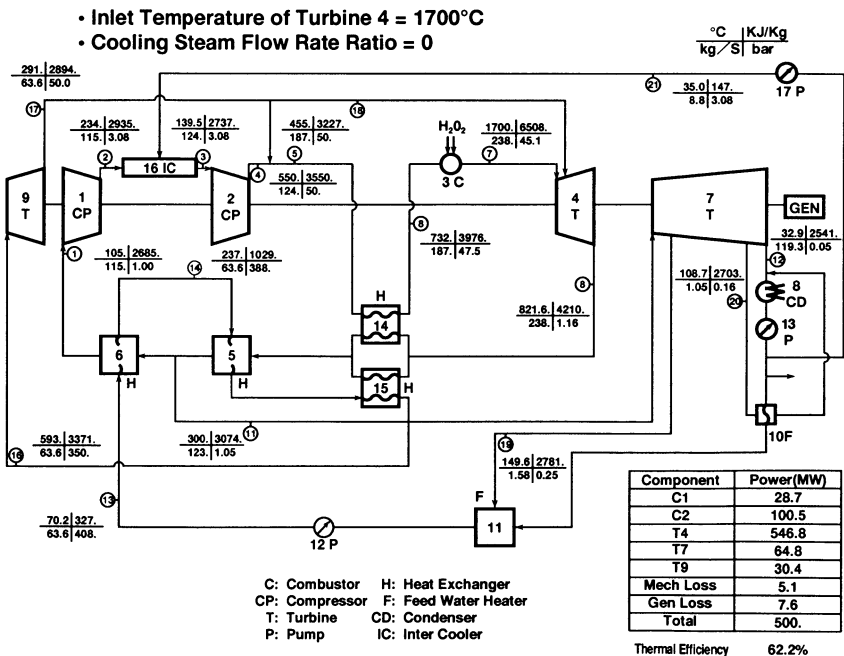 • Inlet Temperature of Turbine 4 = 1700°C
• Cooling Steam Flow Rate Ratio = 0
°C KJ/Kg
kg/S bar
291. 2894.
63.6 50.0
17
234. 2935.
115. 3.08
2
139.5 2737.
124. 3.08
3
455. 3227.
187. 50.
5
4
18
21
35.0 147.
8.8 3.08
17 P
H₂O₂
1700. 6508.
238. 45.1
7
3 C
16 IC
550. 3550.
124. 50.
9
T
1
CP
2
CP
4
T
7
T
GEN
32.9 2541.
119.3 0.05
12
1
105. 2685.
115. 1.00
14
237. 1029.
63.6 388.
8
732. 3976.
187. 47.5
108.7 2703.
1.05 0.16
20
8
CD
8
821.6 4210.
238. 1.16
H
14
13
P
6
H
5
H
15
H
10F
593. 3371.
63.6 350.
16
300. 3074.
123. 1.05
11
19
149.6 2781.
1.58 0.25
13
70.2 327.
63.6 408.
12 P
F
11
Component Power(MW)
C1 28.7
C2 100.5
T4 546.8
T7 64.8
T9 30.4
Mech Loss 5.1
Gen Loss 7.6
Total 500.
Thermal Efficiency 62.2%
C: Combustor H: Heat Exchanger
CP: Compressor F: Feed Water Heater
T: Turbine CD: Condenser
P: Pump IC: Inter Cooler